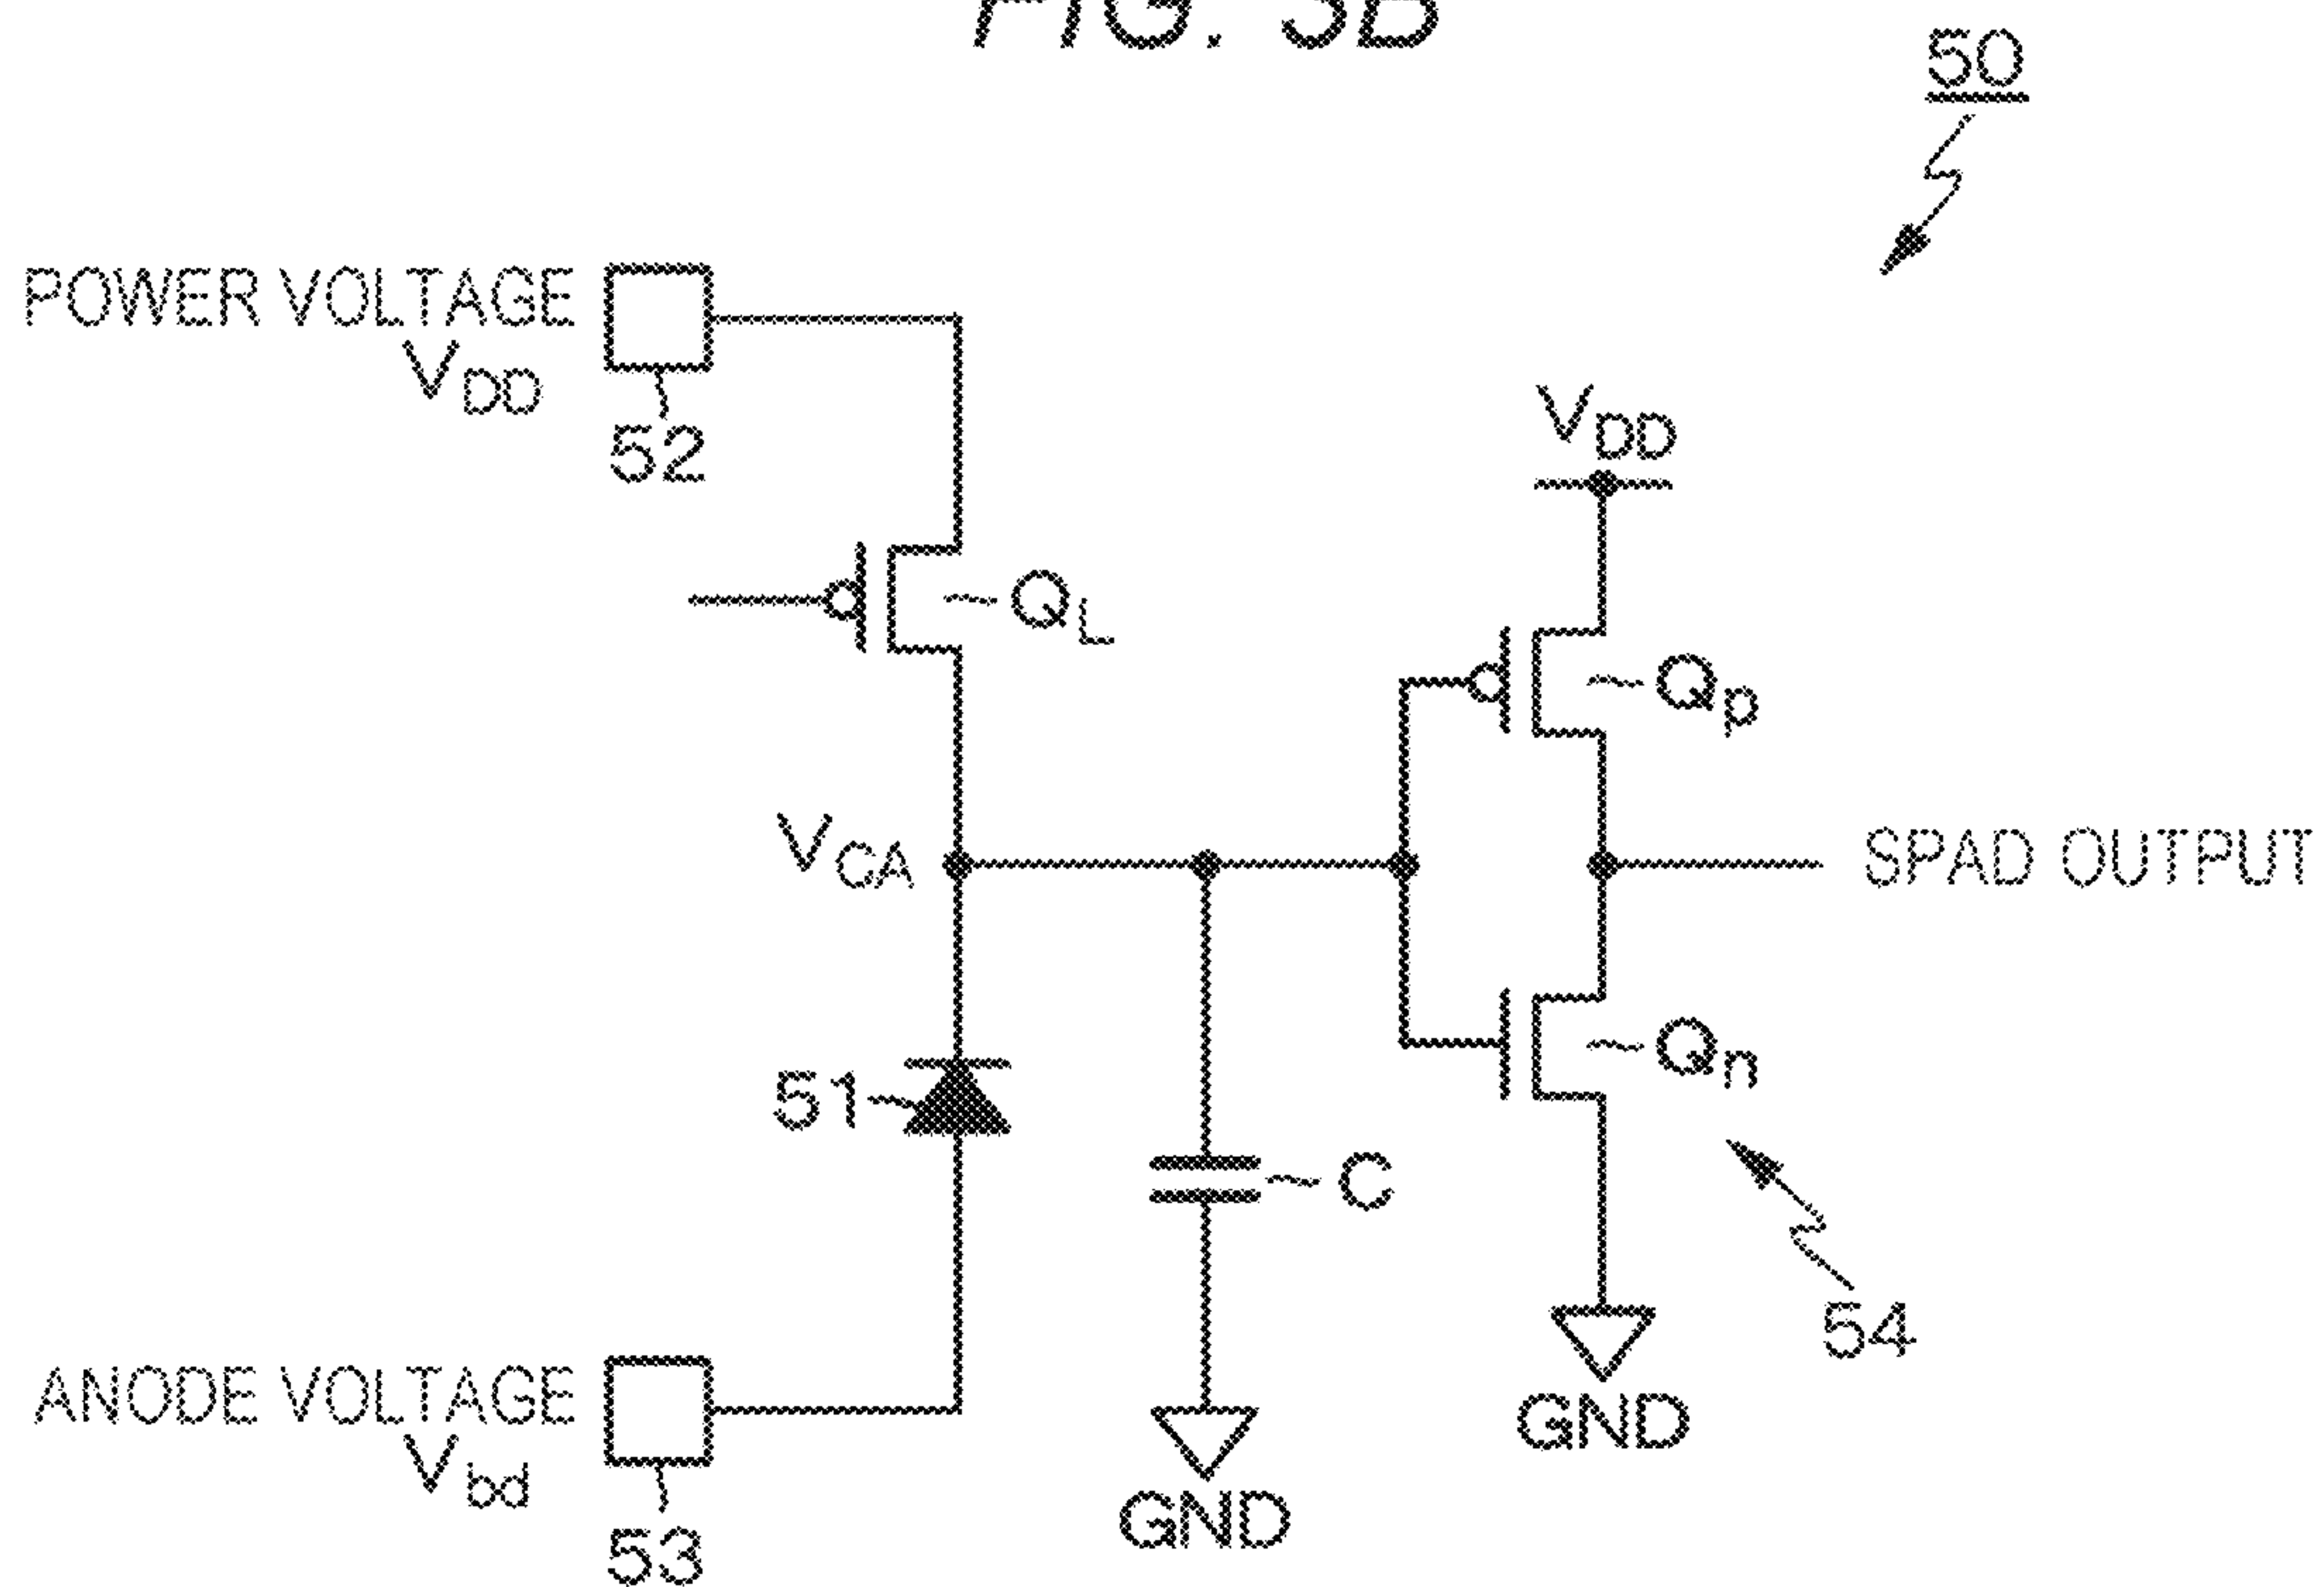 FIG. 3B
50
POWER VOLTAGE
VDD
52
VDD
QL
Qp
VCA
SPAD OUTPUT
Qn
51
C
54
ANODE VOLTAGE
Vbd
53
GND
GND